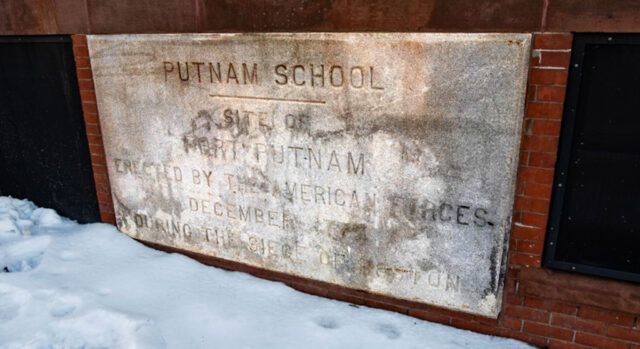 PUTNAM SCHOOL
SITE OF
FORT PUTNAM
ERECTED BY THE AMERICAN FORCES
DECEMBER
DURING THE SIEGE OF BOSTON